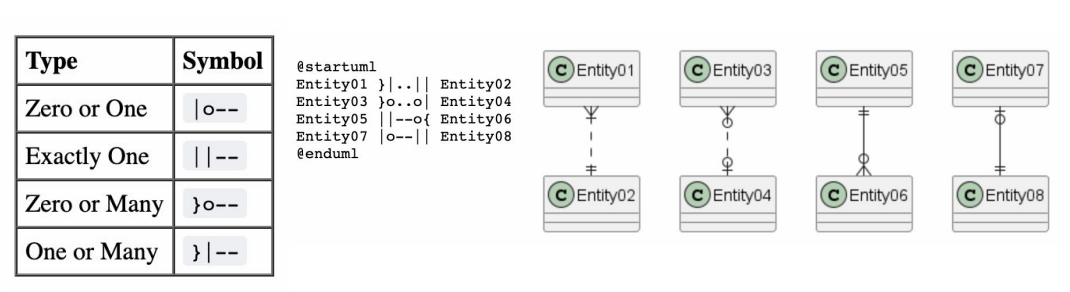 Type Symbol
Zero or One |o--
Exactly One ||--
Zero or Many }o--
One or Many }|--
@startuml
Entity01 }|..|| Entity02
Entity03 }o..o| Entity04
Entity05 ||--o{ Entity06
Entity07 |o--|| Entity08
@enduml
C Entity01 C Entity03 C Entity05 C Entity07
C Entity02 C Entity04 C Entity06 C Entity08